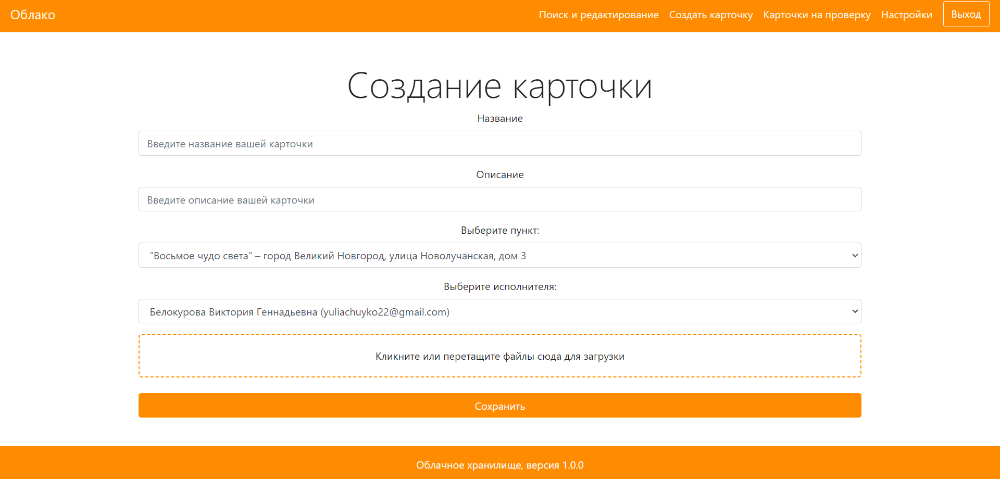 Облако
Поиск и редактирование
Создать карточку
Карточки на проверку
Настройки
Выход
Создание карточки
Название
Введите название вашей карточки
Описание
Введите описание вашей карточки
Выберите пункт:
“Восьмое чудо света” – город Великий Новгород, улица Новолучанская, дом 3
Выберите исполнителя:
Белокурова Виктория Геннадьевна (yuliachuyko22@gmail.com)
Кликните или перетащите файлы сюда для загрузки
Сохранить
Облачное хранилище, версия 1.0.0